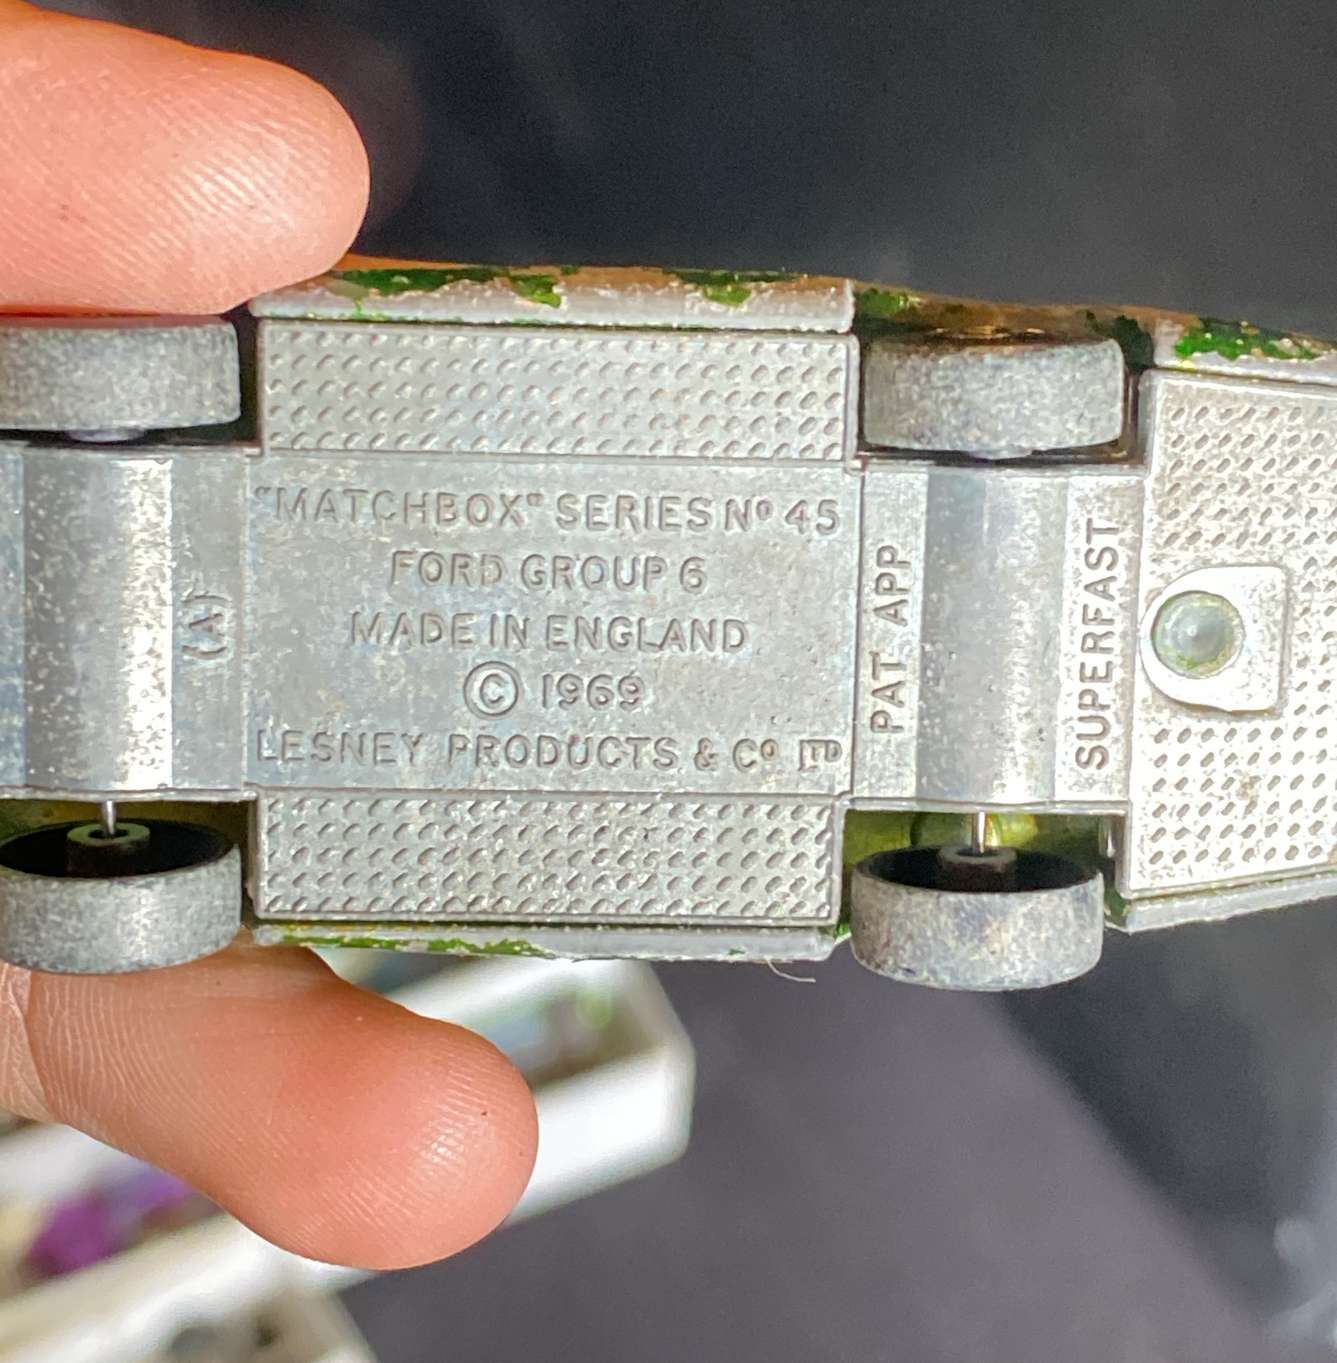 "MATCHBOX" SERIES Nº 45
FORD GROUP 6
MADE IN ENGLAND
© 1969
LESNEY PRODUCTS & Cº LTD
(A)
PAT APP
SUPERFAST